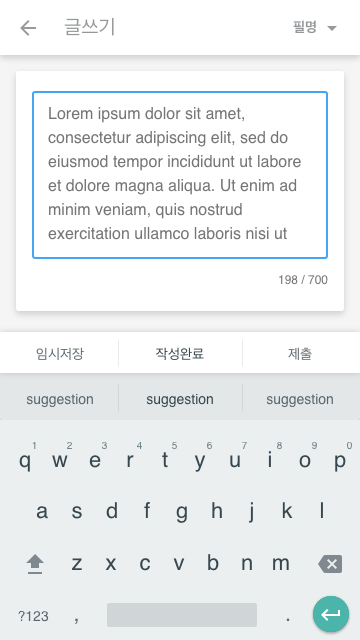 글쓰기 필명
Lorem ipsum dolor sit amet,
consectetur adipiscing elit, sed do
eiusmod tempor incididunt ut labore
et dolore magna aliqua. Ut enim ad
minim veniam, quis nostrud
exercitation ullamco laboris nisi ut
198 / 700
임시저장 작성완료 제출
suggestion suggestion suggestion
1 2 3 4 5 6 7 8 9 0
q w e r t y u i o p
a s d f g h j k l
z x c v b n m
?123 , .